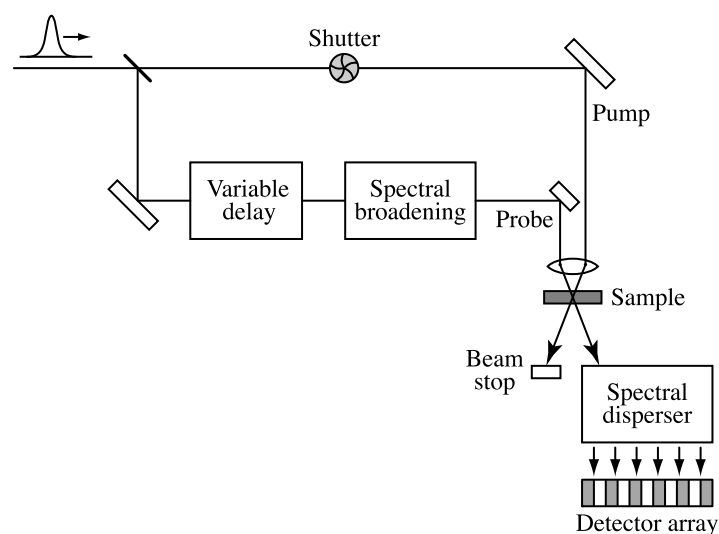 Shutter
Pump
Variable
delay
Spectral
broadening
Probe
Sample
Beam
stop
Spectral
disperser
Detector array